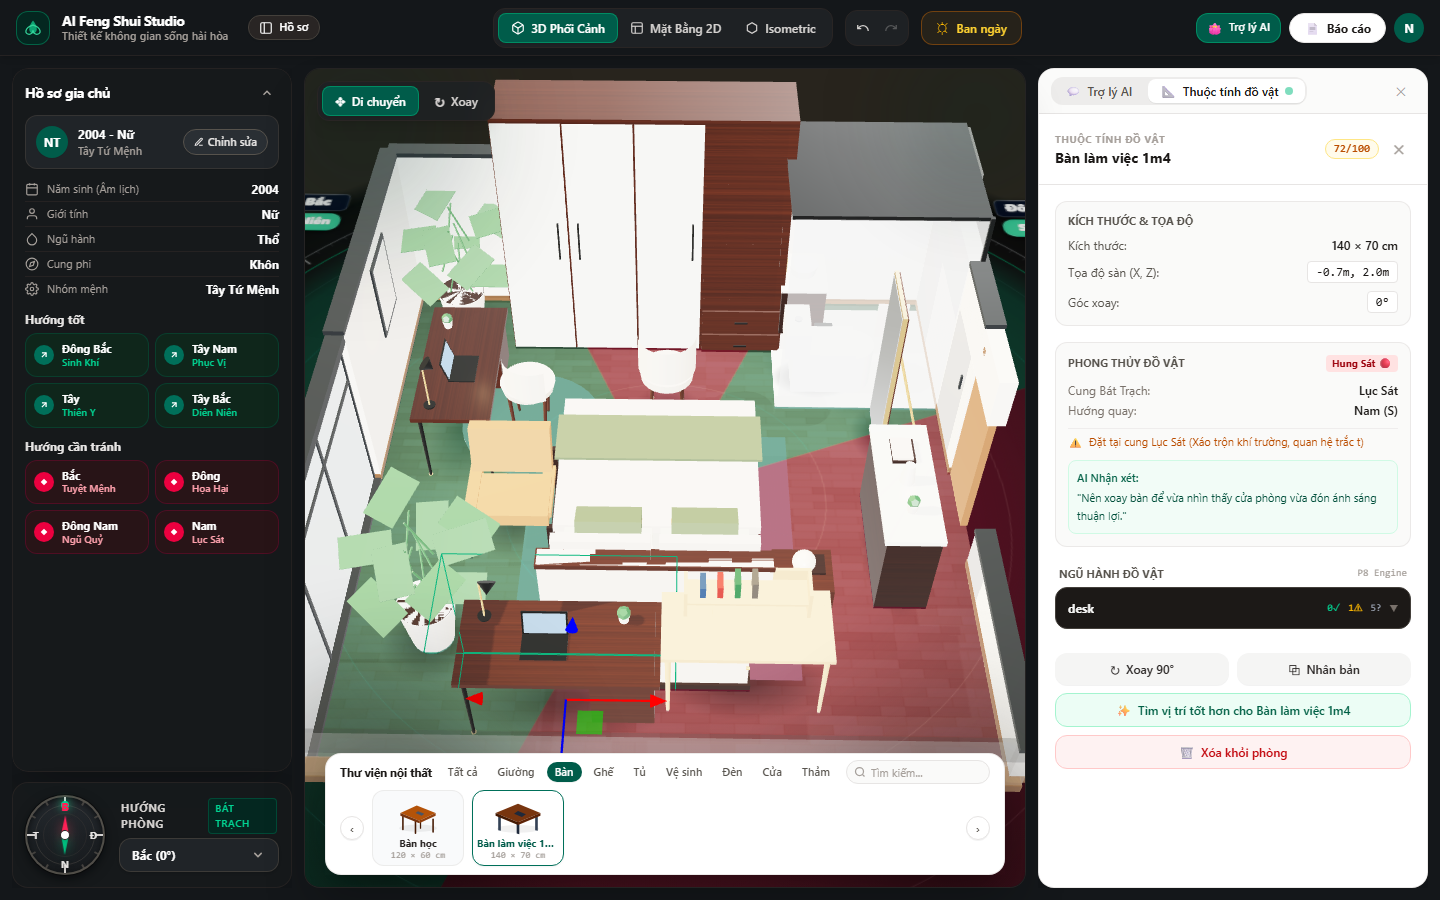 AI Feng Shui Studio
Thiết kế không gian sống hài hòa
Hồ sơ
3D Phối Cảnh
Mặt Bằng 2D
Isometric
Ban ngày
Trợ lý AI
Báo cáo
N
Hồ sơ gia chủ
NT
2004 - Nữ
Tây Tứ Mệnh
Chỉnh sửa
Năm sinh (Âm lịch)
2004
Giới tính
Nữ
Ngũ hành
Thổ
Cung phi
Khôn
Nhóm mệnh
Tây Tứ Mệnh
Hướng tốt
Đông Bắc
Sinh Khí
Tây Nam
Phục Vị
Tây
Thiên Y
Tây Bắc
Diên Niên
Hướng cần tránh
Bắc
Tuyệt Mệnh
Đông
Họa Hại
Đông Nam
Ngũ Quỷ
Nam
Lục Sát
HƯỚNG PHÒNG
BÁT TRẠCH
T
Đ
N
Bắc (0°)
Di chuyển
Xoay
Bắc
Thư viện nội thất
Tất cả
Giường
Bàn
Ghế
Tủ
Vệ sinh
Đèn
Cửa
Thảm
Tìm kiếm...
Bàn học
120 × 60 cm
Bàn làm việc 1...
140 × 70 cm
Trợ lý AI
Thuộc tính đồ vật
THUỘC TÍNH ĐỒ VẬT
Bàn làm việc 1m4
72/100
KÍCH THƯỚC & TỌA ĐỘ
Kích thước:
140 × 70 cm
Tọa độ sàn (X, Z):
-0.7m, 2.0m
Góc xoay:
0°
PHONG THỦY ĐỒ VẬT
Hung Sát
Cung Bát Trạch:
Lục Sát
Hướng quay:
Nam (S)
Đặt tại cung Lục Sát (Xáo trộn khí trường, quan hệ trắc t)
AI Nhận xét:
"Nên xoay bàn để vừa nhìn thấy cửa phòng vừa đón ánh sáng
thuận lợi."
NGŨ HÀNH ĐỒ VẬT
P8 Engine
desk
0✓ 1⚠ 5? ▼
Xoay 90°
Nhân bản
Tìm vị trí tốt hơn cho Bàn làm việc 1m4
Xóa khỏi phòng